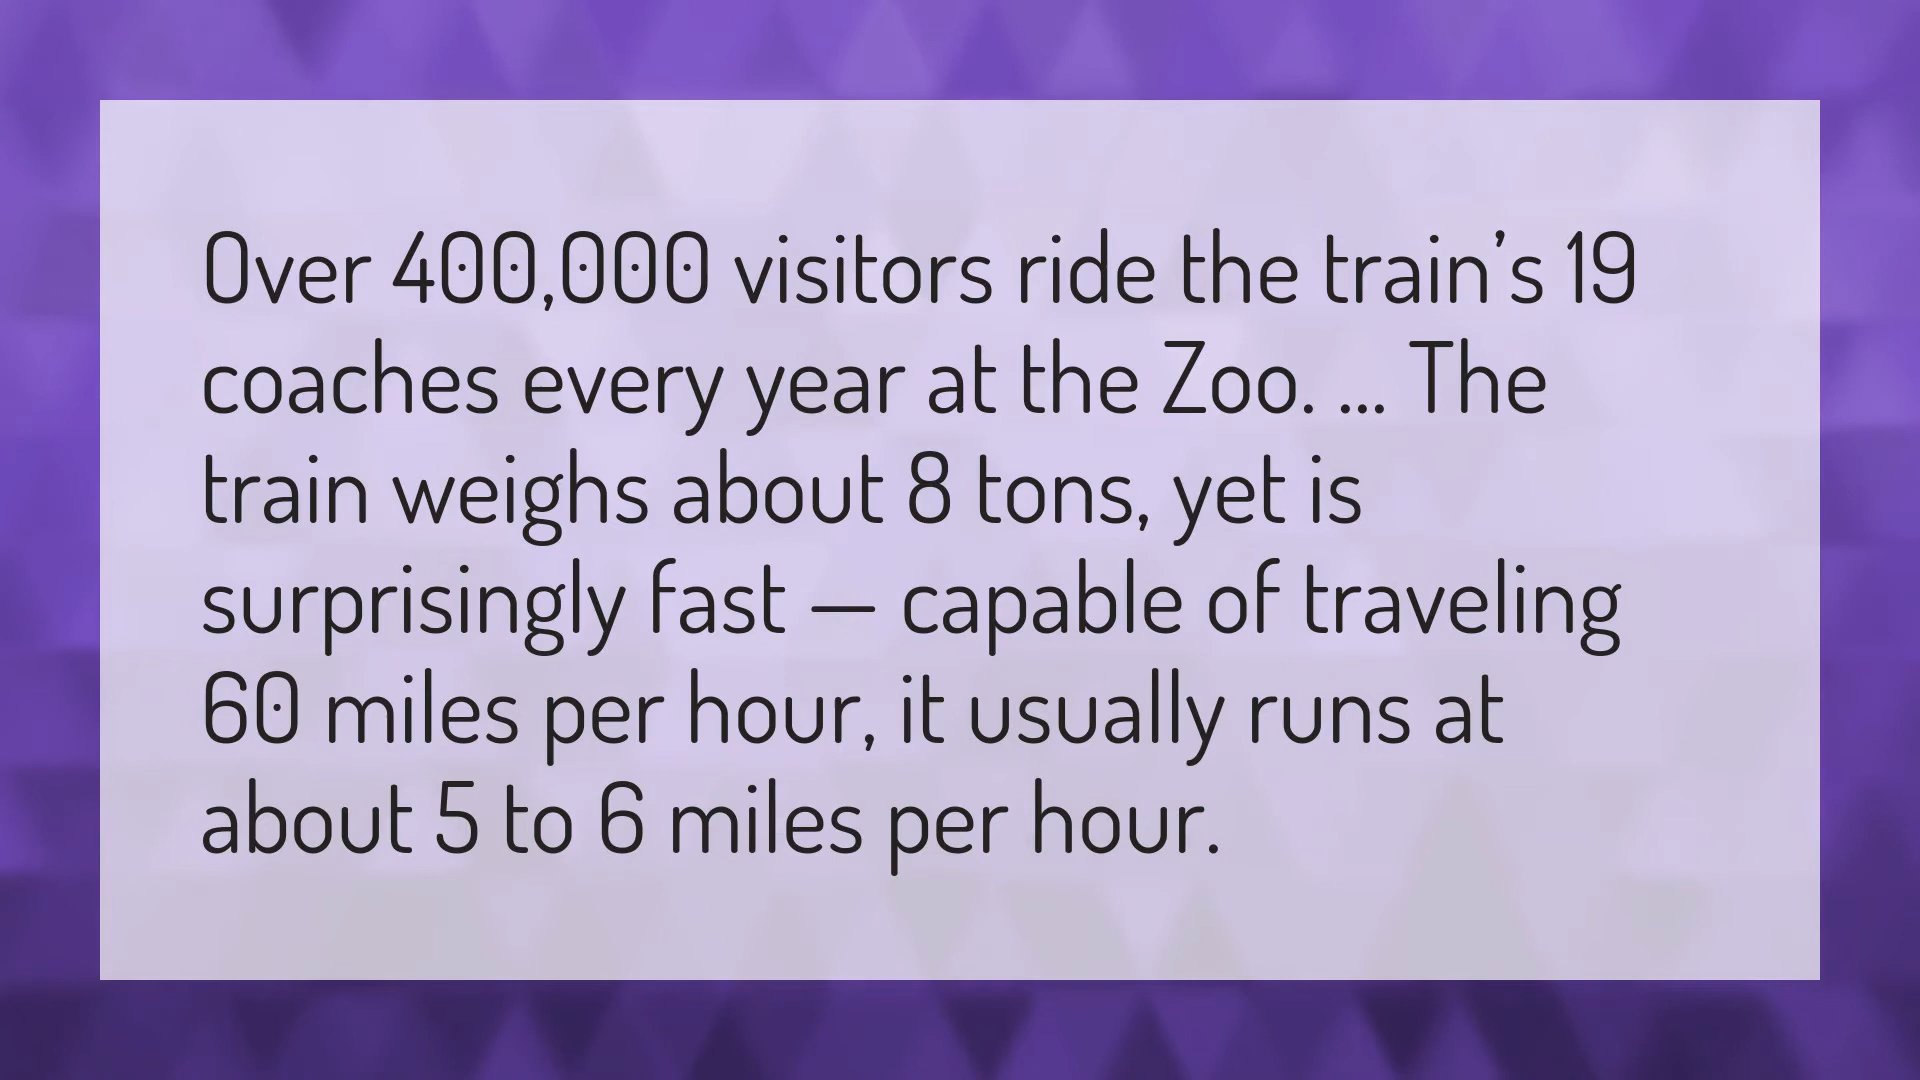 Over 400,000 visitors ride the train’s 19
coaches every year at the Zoo. ... The
train weighs about 8 tons, yet is
surprisingly fast — capable of traveling
60 miles per hour, it usually runs at
about 5 to 6 miles per hour.